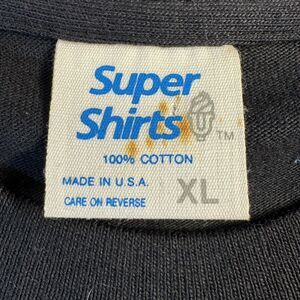 Super
Shirts TM
100% COTTON
MADE IN U.S.A. XL
CARE ON REVERSE